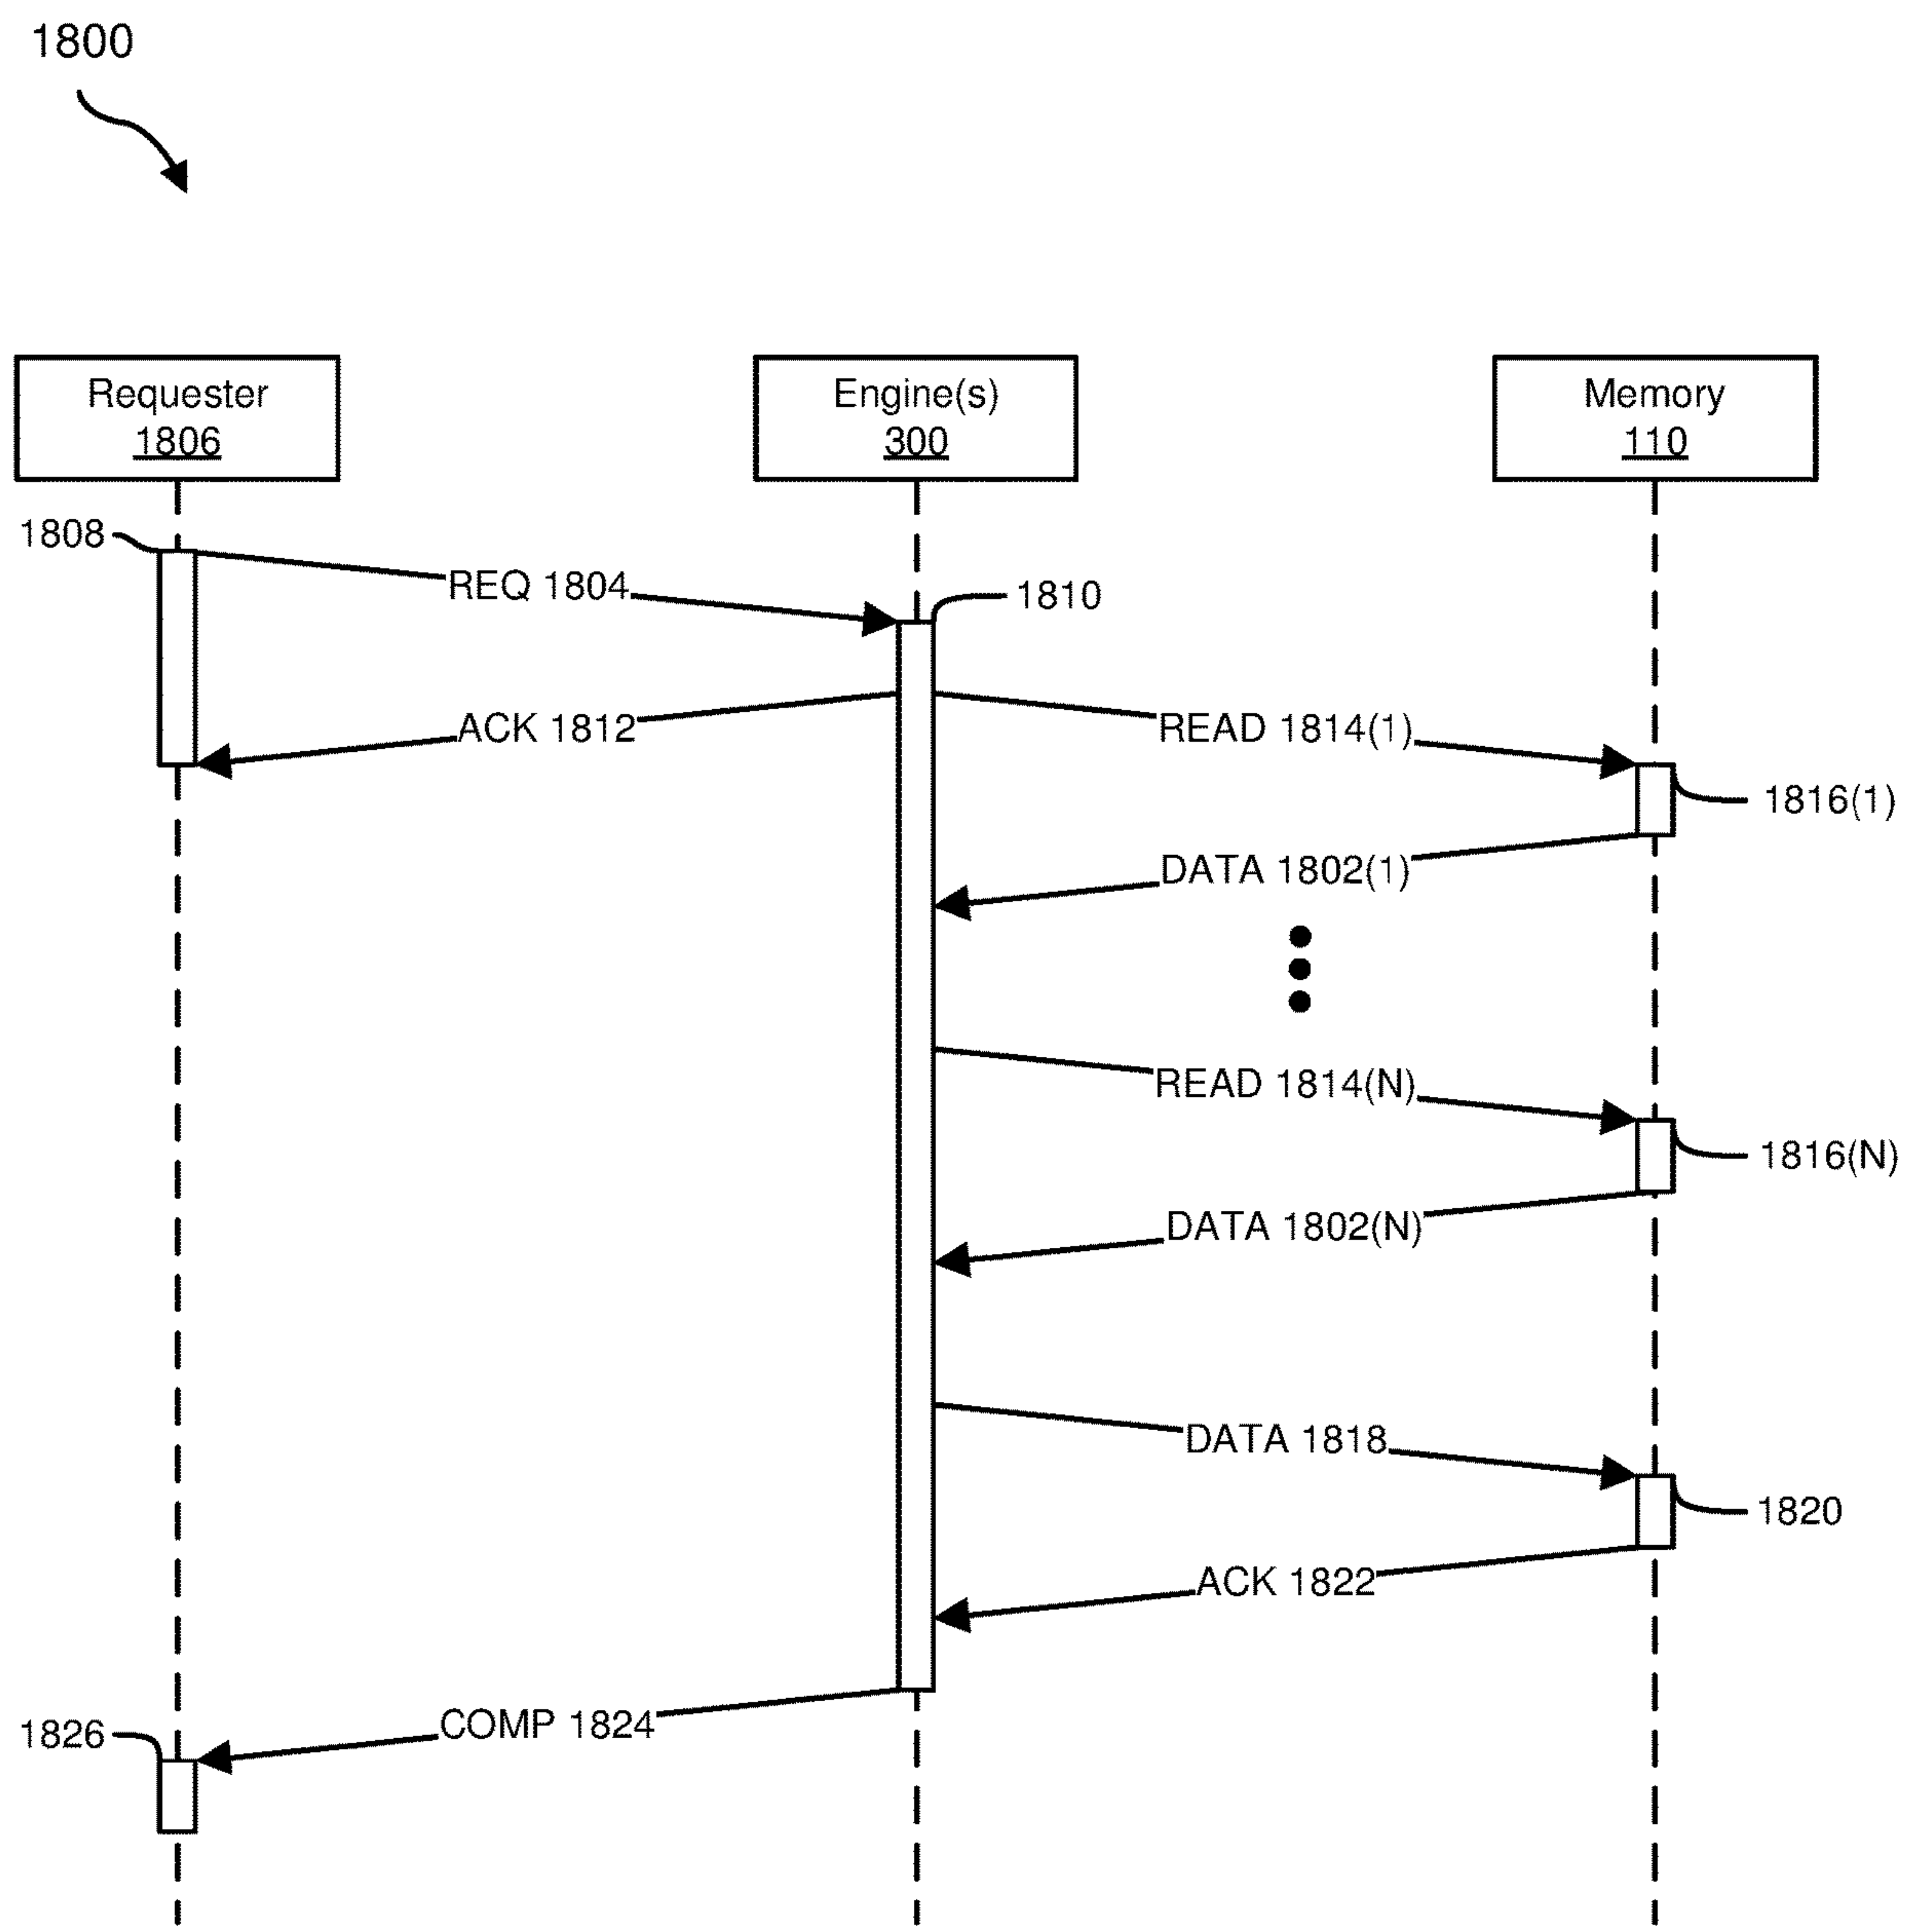 1800
Requester
1806
Engine(s)
300
Memory
110
1808
REQ 1804
1810
ACK 1812
READ 1814(1)
1816(1)
DATA 1802(1)
READ 1814(N)
1816(N)
DATA 1802(N)
DATA 1818
1820
ACK 1822
COMP 1824
1826